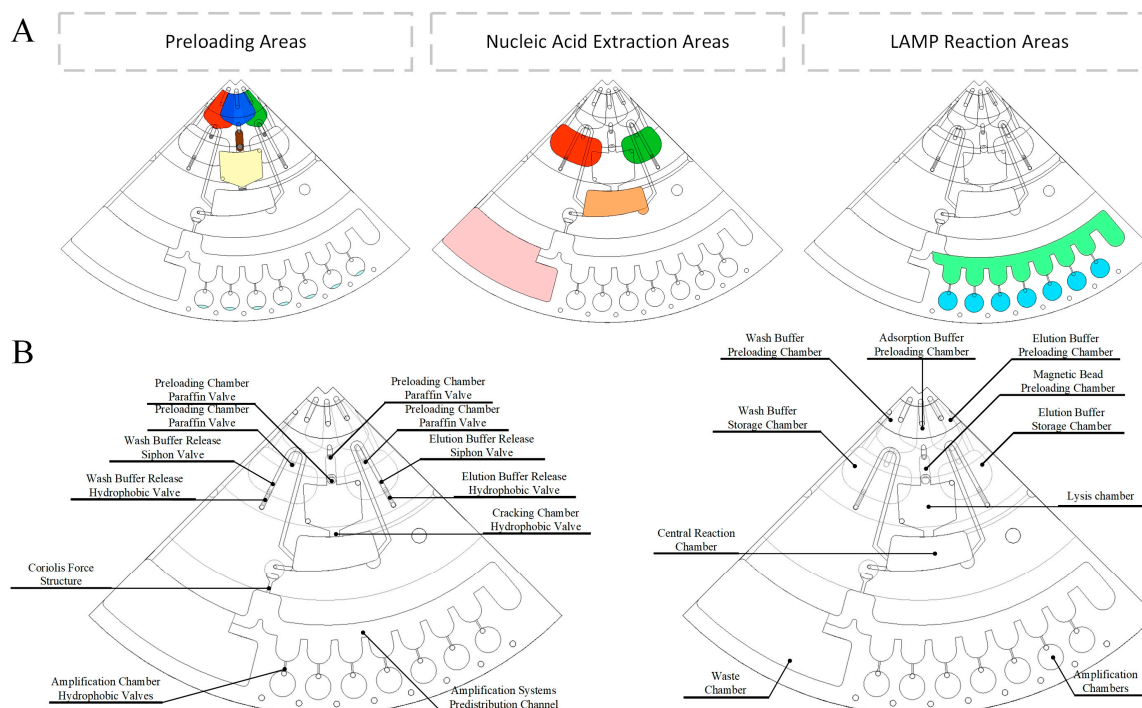 A
Preloading Areas
Nucleic Acid Extraction Areas
LAMP Reaction Areas
B
Preloading Chamber
Paraffin Valve
Preloading Chamber
Paraffin Valve
Wash Buffer Release
Siphon Valve
Wash Buffer Release
Hydrophobic Valve
Coriolis Force
Structure
Amplification Chamber
Hydrophobic Valves
Preloading Chamber
Paraffin Valve
Preloading Chamber
Paraffin Valve
Elution Buffer Release
Siphon Valve
Elution Buffer Release
Hydrophobic Valve
Cracking Chamber
Hydrophobic Valve
Amplification Systems
Predistribution Channel
Wash Buffer
Preloading Chamber
Adsorption Buffer
Preloading Chamber
Elution Buffer
Preloading Chamber
Magnetic Bead
Preloading Chamber
Wash Buffer
Storage Chamber
Elution Buffer
Storage Chamber
Lysis chamber
Central Reaction
Chamber
Waste
Chamber
Amplification
Chambers